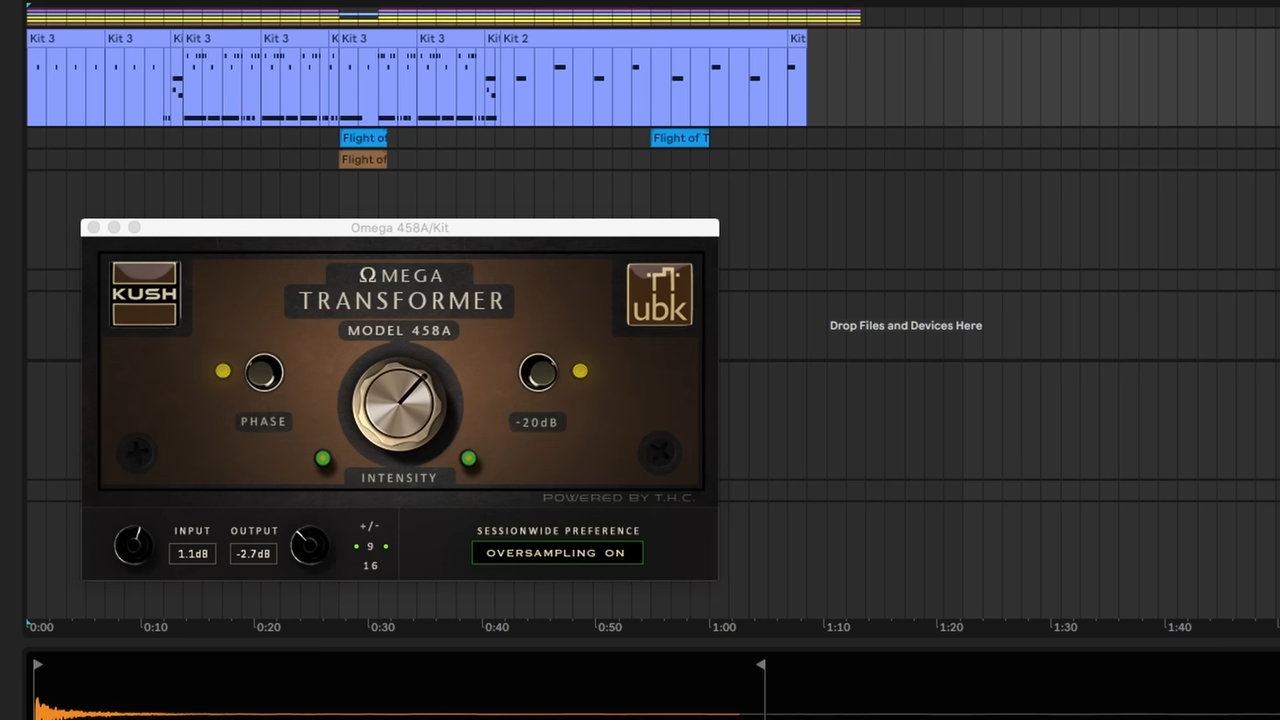 Kit 3 Kit 3 Ki Kit 3 Kit 3 K Kit 3 Kit 3 Kit Kit 2 Kit
Flight of Flight of T
Flight of
Omega 458A/Kit
KUSH
ΩMEGA
TRANSFORMER
MODEL 458A
ubk
PHASE
-20dB
INTENSITY
POWERED BY T.H.C.
INPUT OUTPUT
1.1dB -2.7dB
+/-
9
16
SESSIONWIDE PREFERENCE
OVERSAMPLING ON
Drop Files and Devices Here
0:00 0:10 0:20 0:30 0:40 0:50 1:00 1:10 1:20 1:30 1:40